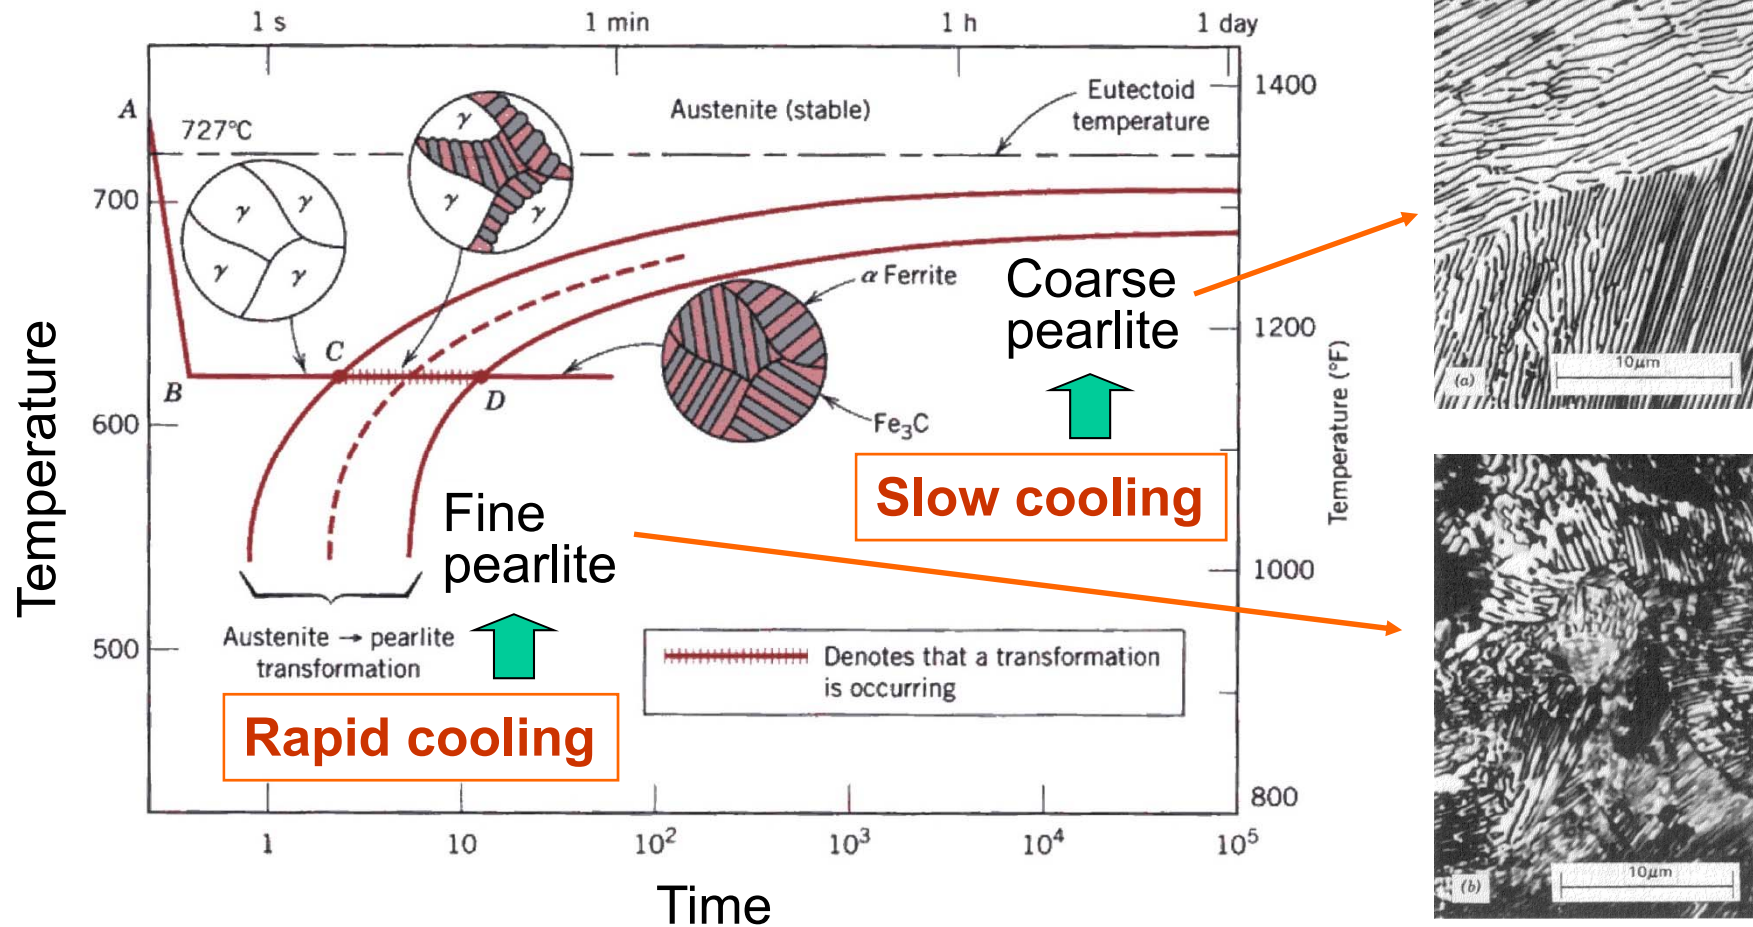 1 s
1 min
1 h
1 day
A
727°C
Austenite (stable)
Eutectoid
temperature
1400
γ
γ
γ
γ
γ
γ
γ
700
α Ferrite
Coarse
pearlite
1200
10μm
(a)
C
B
D
Fe₃C
600
Temperature
Temperature (°F)
Slow cooling
Fine
pearlite
1000
Austenite → pearlite
transformation
500
Denotes that a transformation
is occurring
Rapid cooling
800
10μm
(b)
1
10
10²
10³
10⁴
10⁵
Time